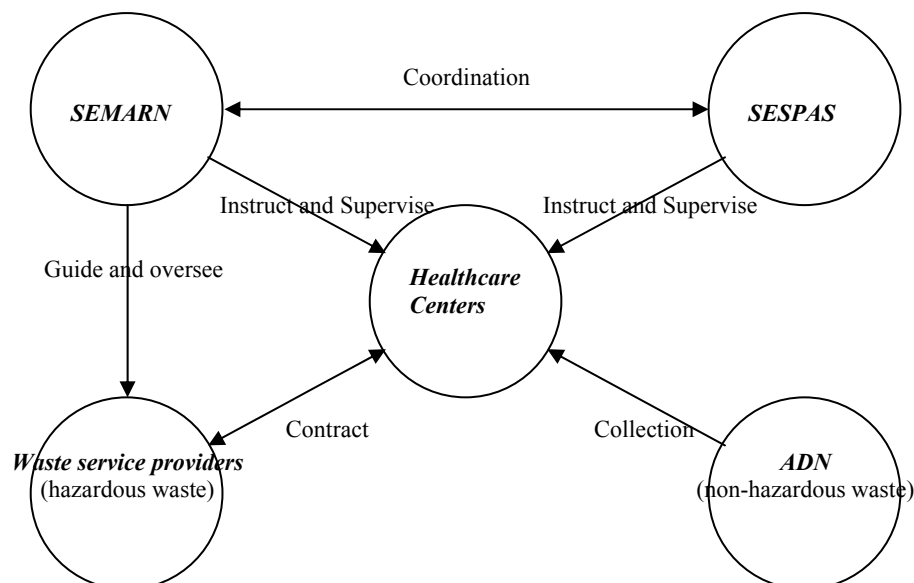 Coordination
SEMARN
SESPAS
Instruct and Supervise
Instruct and Supervise
Guide and oversee
Healthcare
Centers
Contract
Collection
Waste service providers
(hazardous waste)
ADN
(non-hazardous waste)